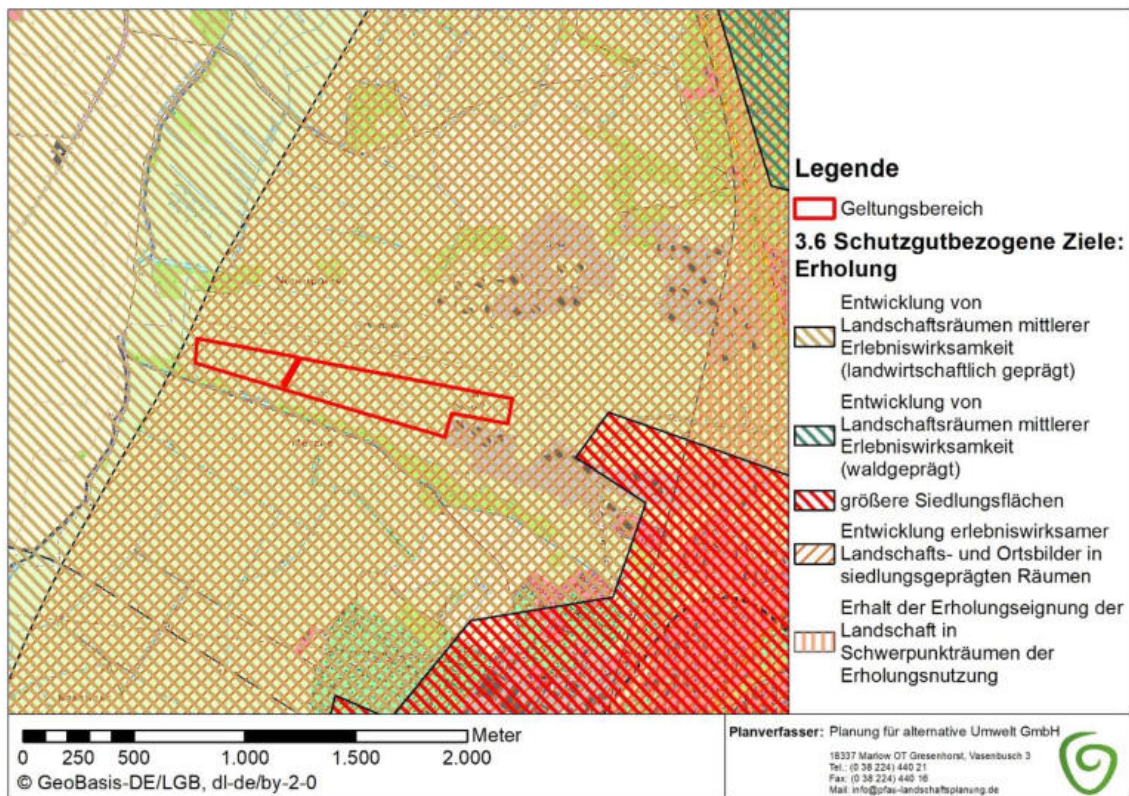 Legende
Geltungsbereich
3.6 Schutzgutbezogene Ziele:
Erholung
Entwicklung von
Landschaftsräumen mittlerer
Erlebniswirksamkeit
(landwirtschaftlich geprägt)
Entwicklung von
Landschaftsräumen mittlerer
Erlebniswirksamkeit
(waldgeprägt)
größere Siedlungsflächen
Entwicklung erlebniswirksamer
Landschafts- und Ortsbilder in
siedlungsgeprägten Räumen
Erhalt der Erholungseignung der
Landschaft in
Schwerpunkträumen der
Erholungsnutzung
Meter
0 250 500 1.000 1.500 2.000
© GeoBasis-DE/LGB, dl-de/by-2-0
Planverfasser: Planung für alternative Umwelt GmbH
18337 Marlow OT Gresenhorst, Vasenbusch 3
Tel.: (0 38 224) 440 21
Fax: (0 38 224) 440 16
Mail: info@pfau-landschaftsplanung.de